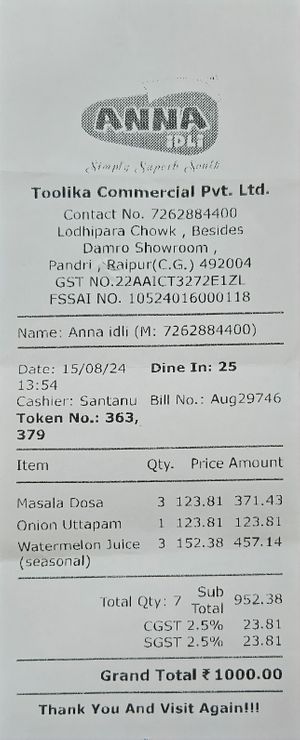 ANNA
idli
Simply Superb South
Toolika Commercial Pvt. Ltd.
Contact No. 7262884400
Lodhipara Chowk , Besides
Damro Showroom ,
Pandri , Raipur(C.G.) 492004
GST NO.22AAICT3272E1ZL
FSSAI NO. 10524016000118
Name: Anna idli (M: 7262884400)
Date: 15/08/24 Dine In: 25
13:54
Cashier: Santanu Bill No.: Aug29746
Token No.: 363,
379
Item Qty. Price Amount
Masala Dosa 3 123.81 371.43
Onion Uttapam 1 123.81 123.81
Watermelon Juice 3 152.38 457.14
(seasonal)
Total Qty: 7 Sub Total 952.38
CGST 2.5% 23.81
SGST 2.5% 23.81
Grand Total ₹ 1000.00
Thank You And Visit Again!!!